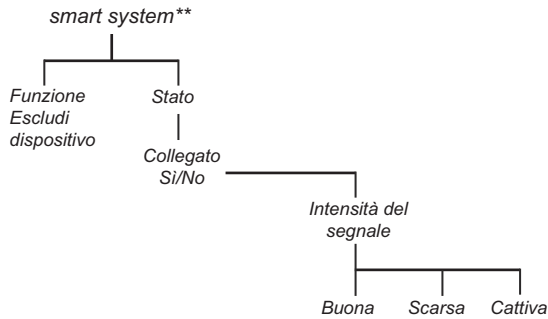 smart system**
Funzione
Escludi
dispositivo
Stato
Collegato
Sì/No
Intensità del
segnale
Buona
Scarsa
Cattiva